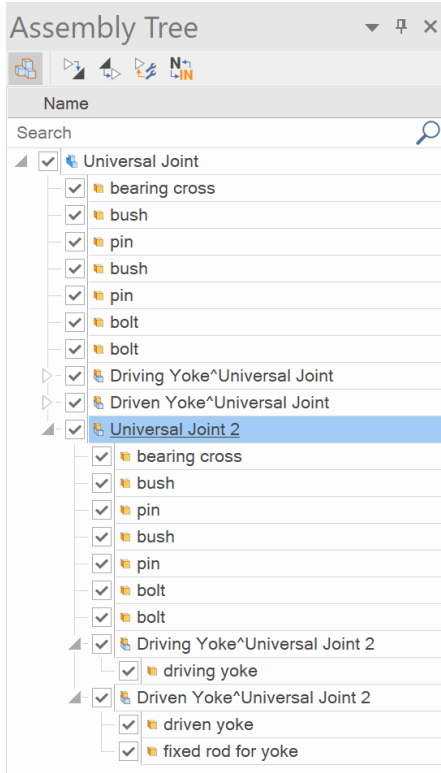 Assembly Tree
N
IN
Name
Search
Universal Joint
bearing cross
bush
pin
bush
pin
bolt
bolt
Driving Yoke^Universal Joint
Driven Yoke^Universal Joint
Universal Joint 2
bearing cross
bush
pin
bush
pin
bolt
bolt
Driving Yoke^Universal Joint 2
driving yoke
Driven Yoke^Universal Joint 2
driven yoke
fixed rod for yoke